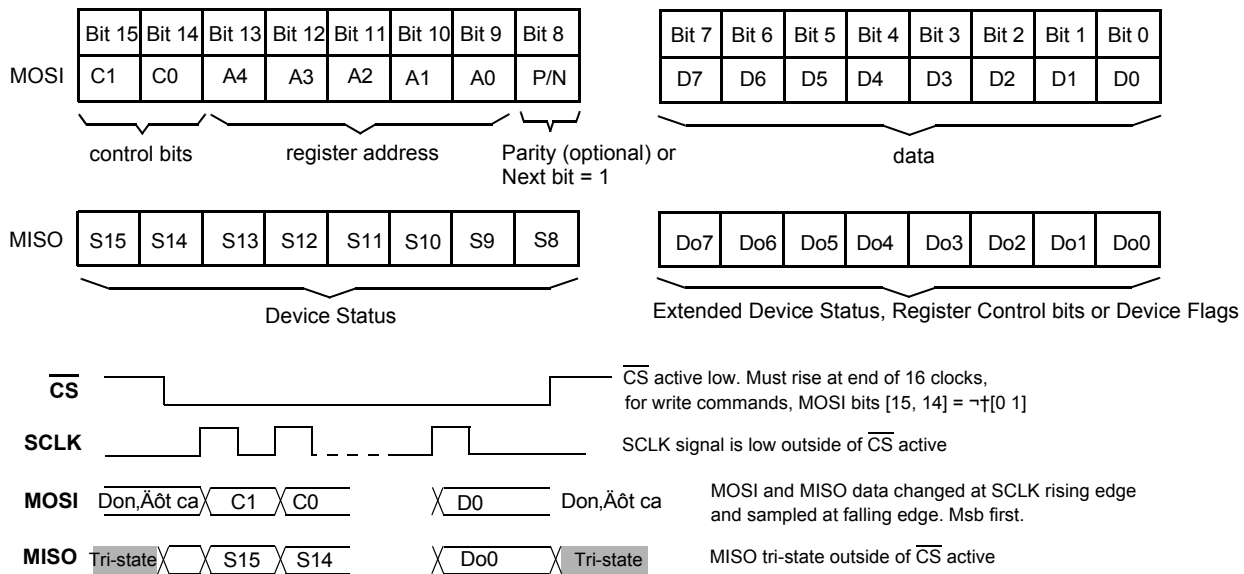 Bit 15 Bit 14 Bit 13 Bit 12 Bit 11 Bit 10 Bit 9 Bit 8 Bit 7 Bit 6 Bit 5 Bit 4 Bit 3 Bit 2 Bit 1 Bit 0
MOSI C1 C0 A4 A3 A2 A1 A0 P/N D7 D6 D5 D4 D3 D2 D1 D0
control bits register address Parity (optional) or data
Next bit = 1
MISO S15 S14 S13 S12 S11 S10 S9 S8 Do7 Do6 Do5 Do4 Do3 Do2 Do1 Do0
Device Status Extended Device Status, Register Control bits or Device Flags
CS CS active low. Must rise at end of 16 clocks,
for write commands, MOSI bits [15, 14] = ¬†[0 1]
SCLK SCLK signal is low outside of CS active
MOSI Don‚Äôt ca C1 C0 D0 Don‚Äôt ca MOSI and MISO data changed at SCLK rising edge
and sampled at falling edge. Msb first.
MISO Tri-state S15 S14 Do0 Tri-state MISO tri-state outside of CS active